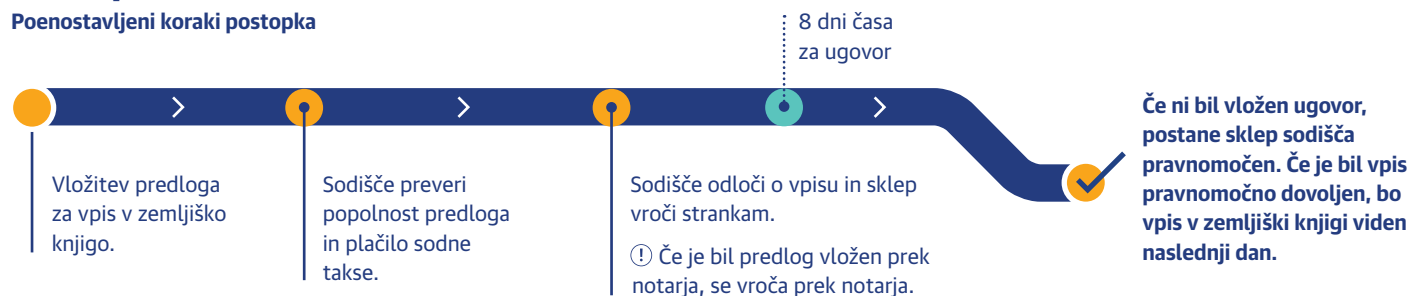 Poenostavljeni koraki postopka
8 dni časa
za ugovor
Vložitev predloga
za vpis v zemljiško
knjigo.
Sodišče preveri
popolnost predloga
in plačilo sodne
takse.
Sodišče odloči o vpisu in sklep
vroči strankam.
! Če je bil predlog vložen prek
notarja, se vroča prek notarja.
Če ni bil vložen ugovor,
postane sklep sodišča
pravnomočen. Če je bil vpis
pravnomočno dovoljen, bo
vpis v zemljiški knjigi viden
naslednji dan.